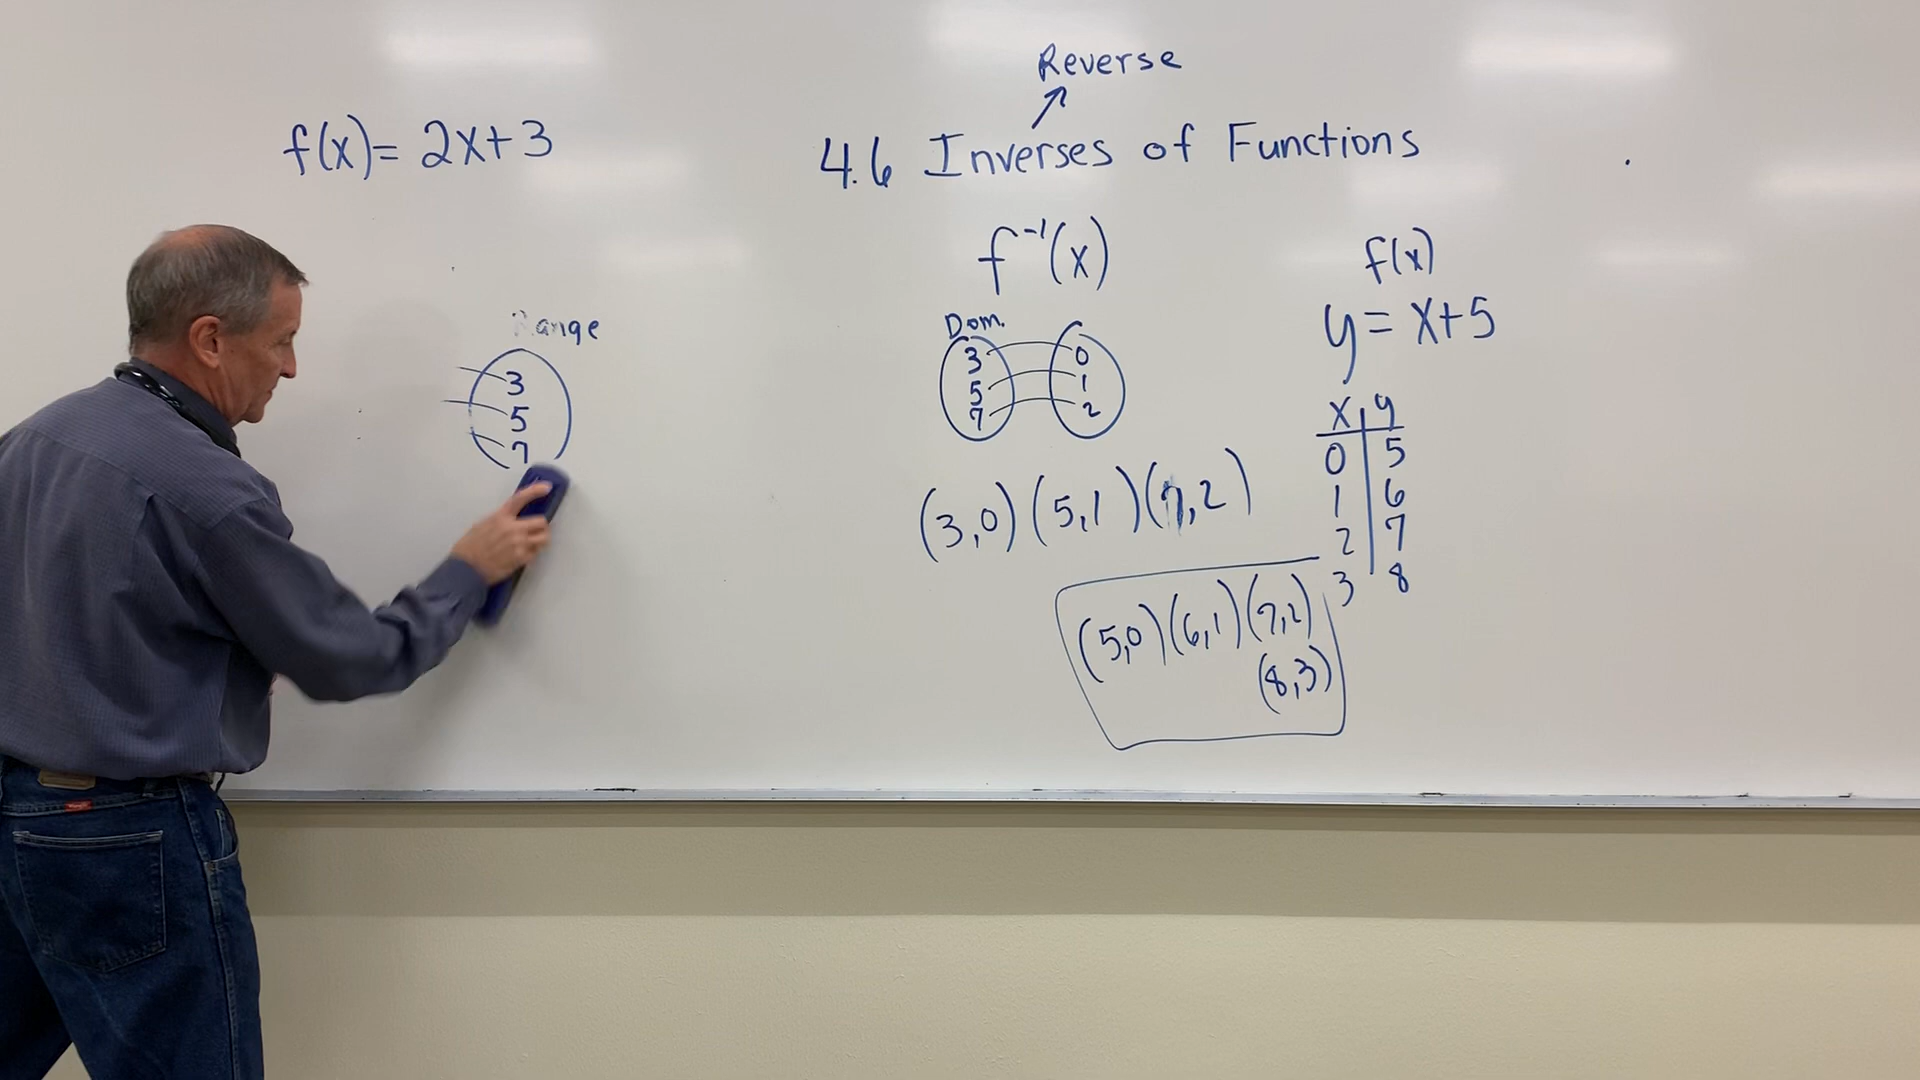 Reverse
f(x)= 2x+3
4.6 Inverses of Functions
f⁻¹(x)
f(x)
y= x+5
Range
3
5
7
Dom.
3 0
5 1
7 2
(3,0) (5,1) (7,2)
x y
0 5
1 6
2 7
3 8
(5,0) (6,1) (7,2)
(8,3)